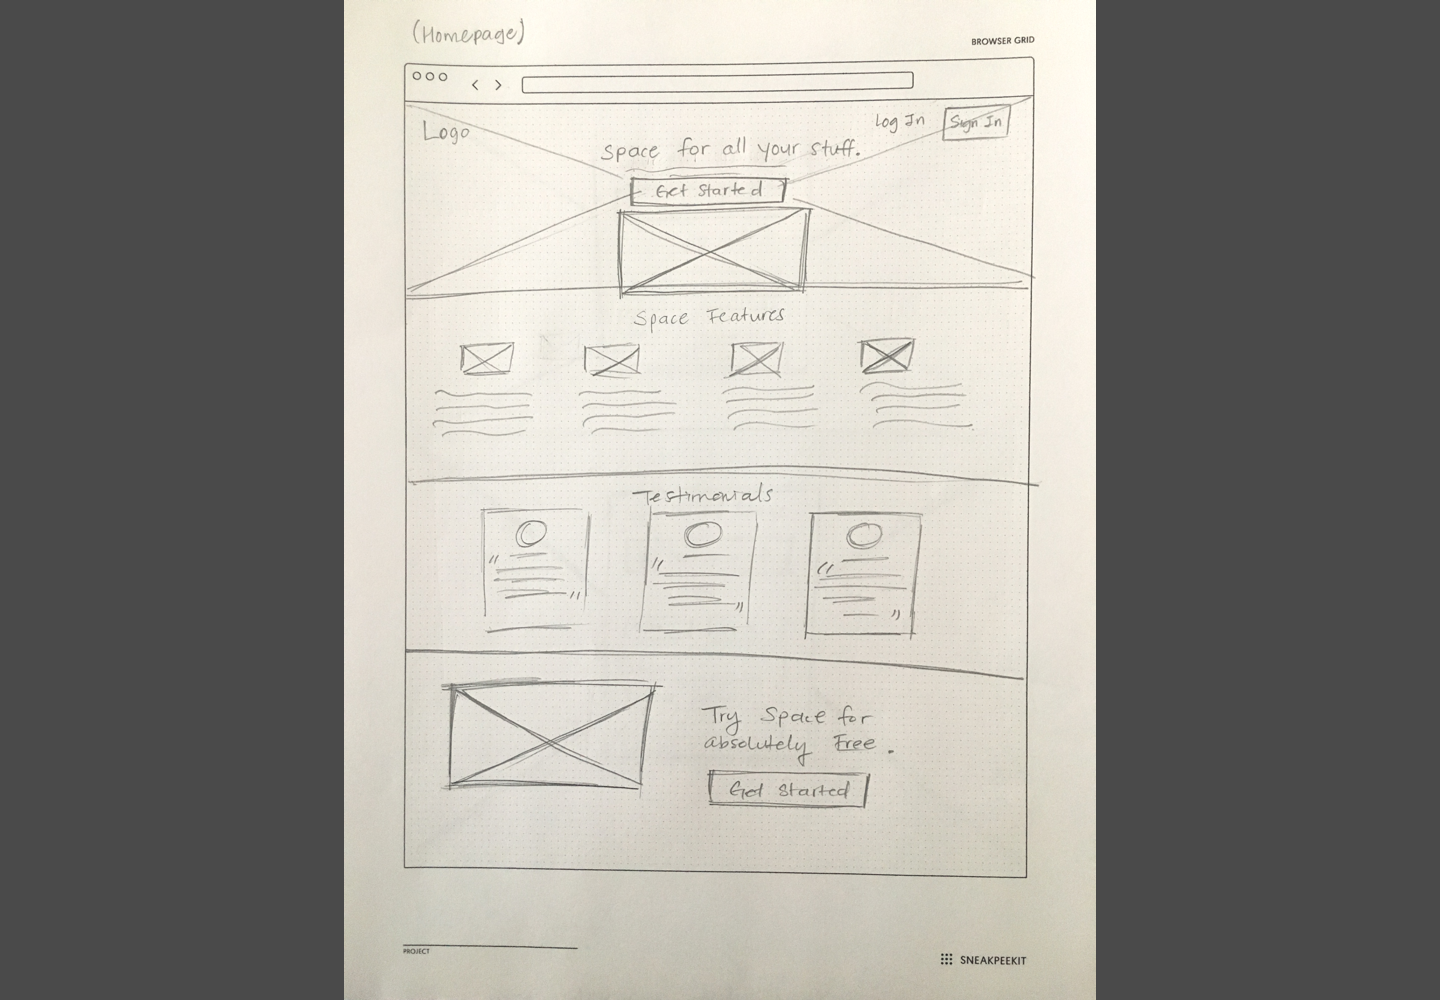 (Homepage)
BROWSER GRID
Logo
Log In
Sign In
Space for all your stuff.
Get Started
Space Features
Testimonials
Try Space for
absolutely Free.
Get Started
PROJECT
SNEAKPEEKIT